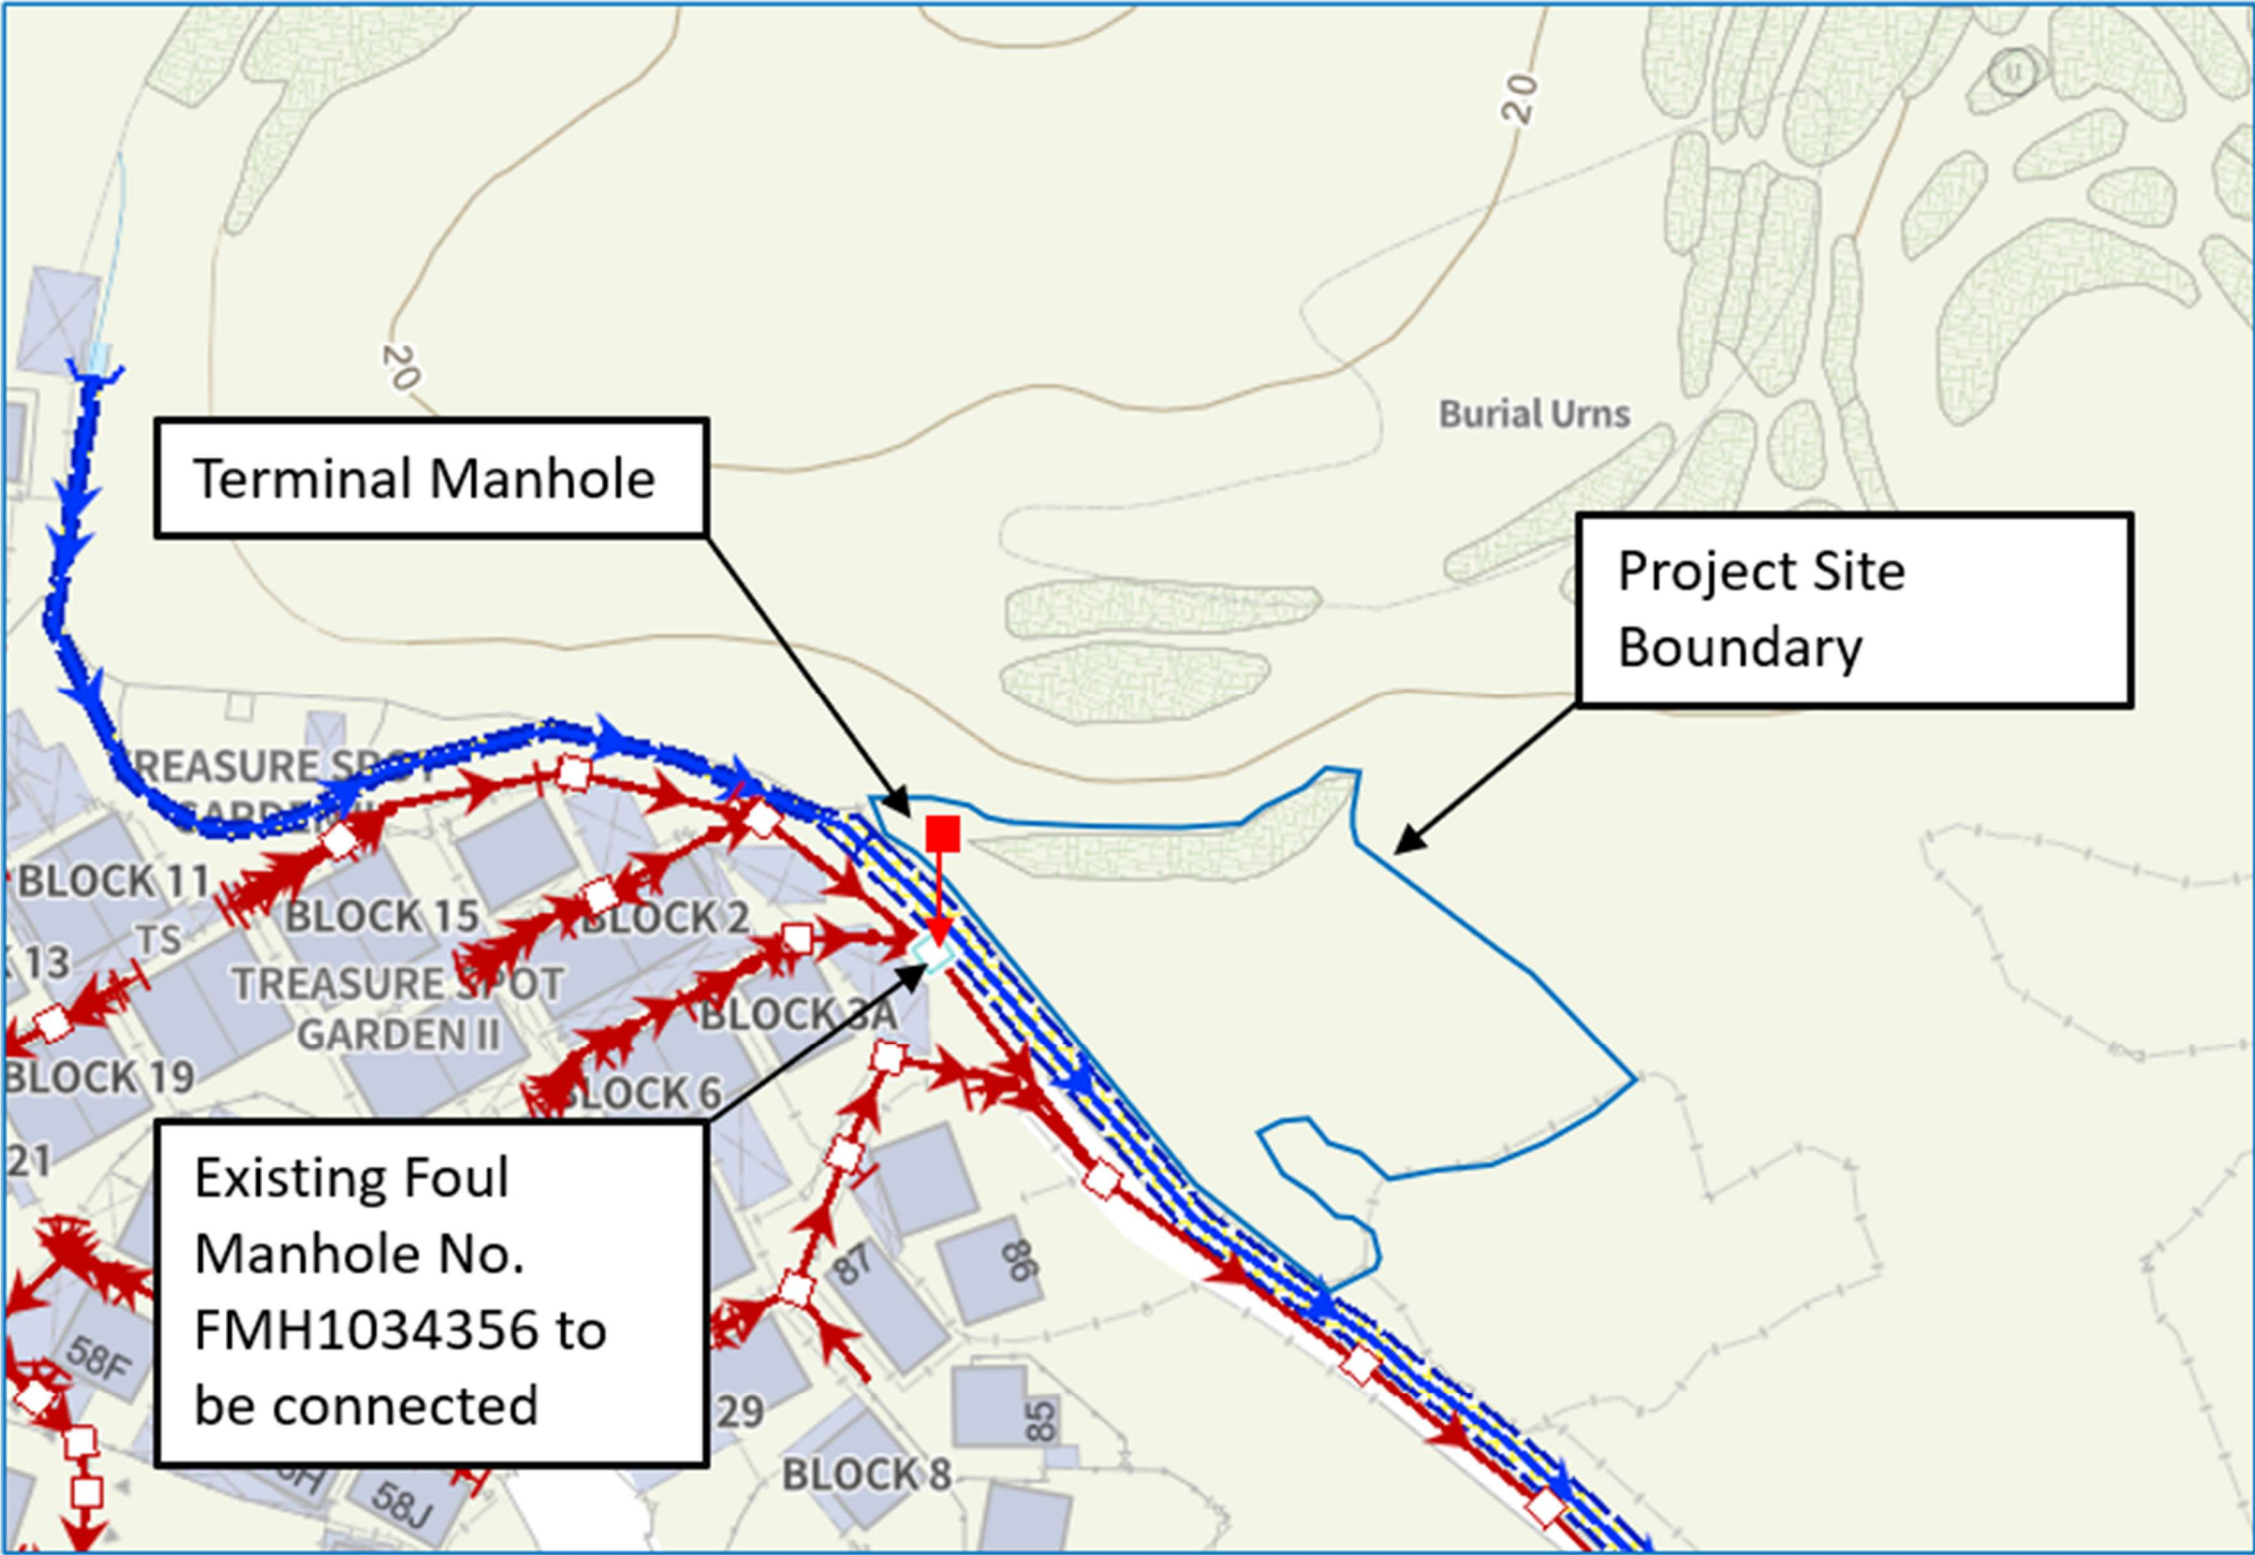 20
20
Burial Urns
Terminal Manhole
Project Site
Boundary
BLOCK 11
BLOCK 15
BLOCK 2
TS
13
TREASURE SPOT
GARDEN II
BLOCK 3A
BLOCK 19
BLOCK 6
21
Existing Foul
Manhole No.
FMH1034356 to
be connected
87
86
58F
29
85
BLOCK 8
58J